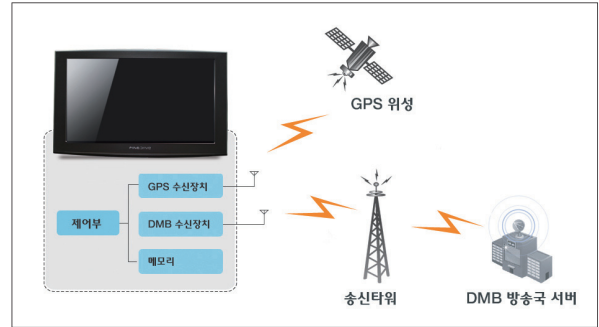 GPS 위성
GPS 수신장치
제어부
DMB 수신장치
메모리
송신타워
DMB 방송국 서버